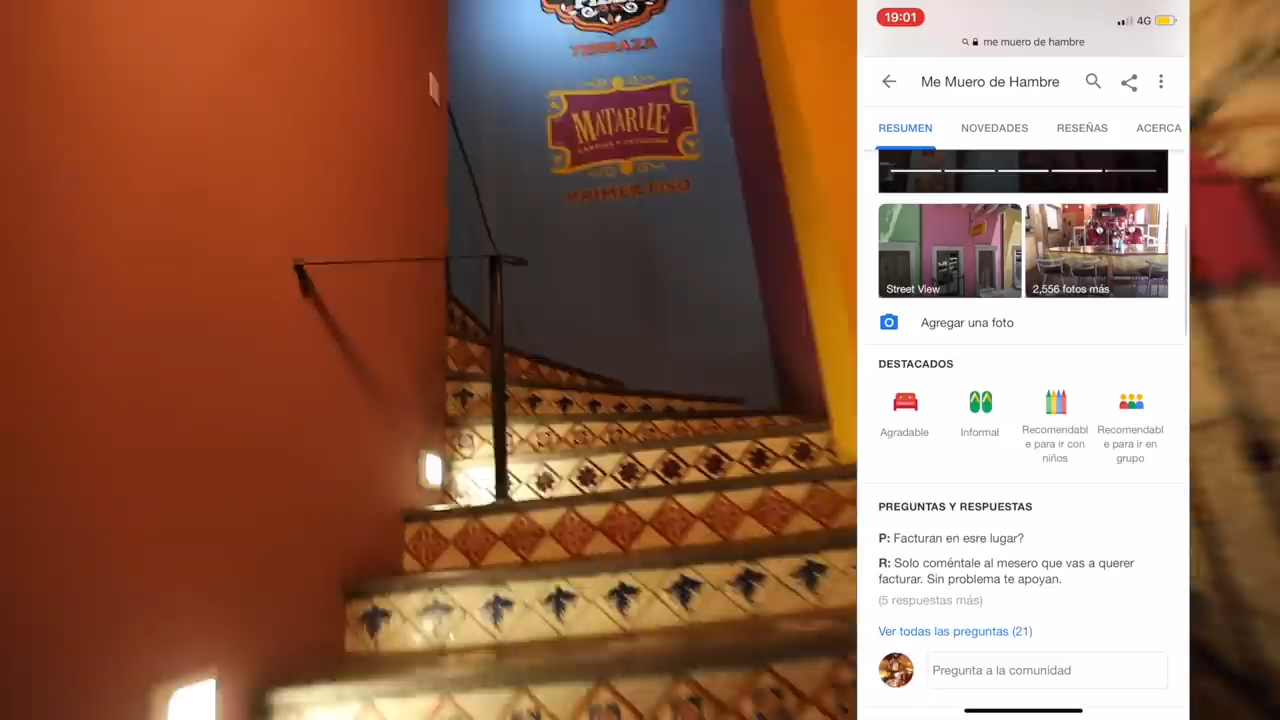 TERRAZA
MATARILE
PRIMER PISO
19:01
4G
me muero de hambre
Me Muero de Hambre
RESUMEN
NOVEDADES
RESEÑAS
ACERCA
Street View
2,556 fotos más
Agregar una foto
DESTACADOS
Agradable
Informal
Recomendabl
e para ir con
niños
Recomendabl
e para ir en
grupo
PREGUNTAS Y RESPUESTAS
P: Facturan en esre lugar?
R: Solo coméntale al mesero que vas a querer
facturar. Sin problema te apoyan.
(5 respuestas más)
Ver todas las preguntas (21)
Pregunta a la comunidad